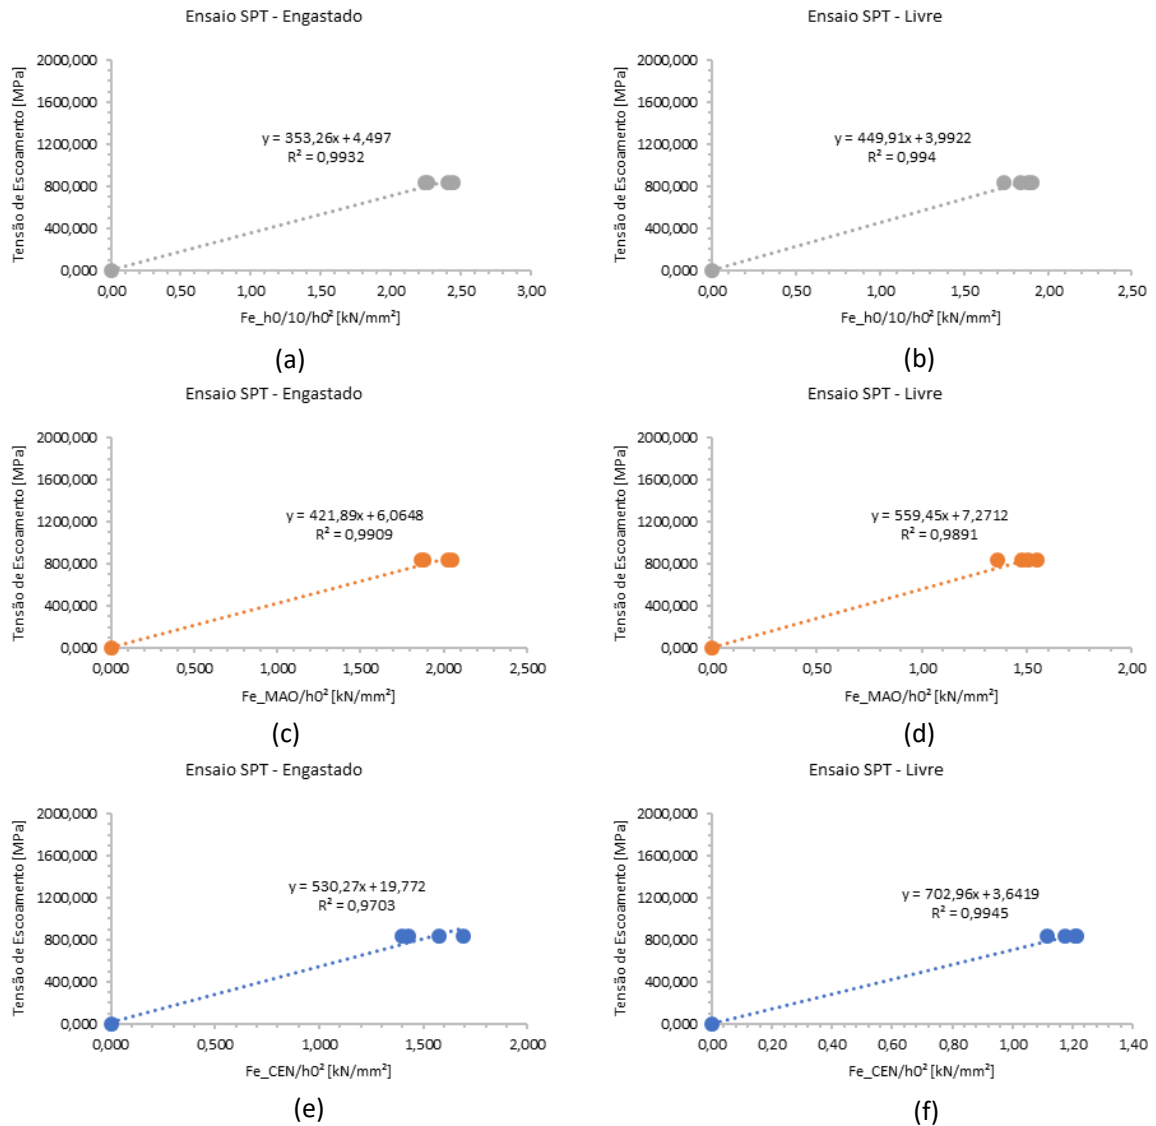 Ensaio SPT - Engastado
Tensão de Escoamento [MPa]
2000,000
1600,000
1200,000
800,000
400,000
0,000
y = 353,26x + 4,497
R² = 0,9932
0,00 0,50 1,00 1,50 2,00 2,50 3,00
Fe_h0/10/h0² [kN/mm²]
(a)
Ensaio SPT - Livre
Tensão de Escoamento [MPa]
2000,000
1600,000
1200,000
800,000
400,000
0,000
y = 449,91x + 3,9922
R² = 0,994
0,00 0,50 1,00 1,50 2,00 2,50
Fe_h0/10/h0² [kN/mm²]
(b)
Ensaio SPT - Engastado
Tensão de Escoamento [MPa]
2000,000
1600,000
1200,000
800,000
400,000
0,000
y = 421,89x + 6,0648
R² = 0,9909
0,000 0,500 1,000 1,500 2,000 2,500
Fe_MAO/h0² [kN/mm²]
(c)
Ensaio SPT - Livre
Tensão de Escoamento [MPa]
2000,000
1600,000
1200,000
800,000
400,000
0,000
y = 559,45x + 7,2712
R² = 0,9891
0,00 0,50 1,00 1,50 2,00
Fe_MAO/h0² [kN/mm²]
(d)
Ensaio SPT - Engastado
Tensão de Escoamento [MPa]
2000,000
1600,000
1200,000
800,000
400,000
0,000
y = 530,27x + 19,772
R² = 0,9703
0,000 0,500 1,000 1,500 2,000
Fe_CEN/h0² [kN/mm²]
(e)
Ensaio SPT - Livre
Tensão de Escoamento [MPa]
2000,000
1600,000
1200,000
800,000
400,000
0,000
y = 702,96x + 3,6419
R² = 0,9945
0,00 0,20 0,40 0,60 0,80 1,00 1,20 1,40
Fe_CEN/h0² [kN/mm²]
(f)